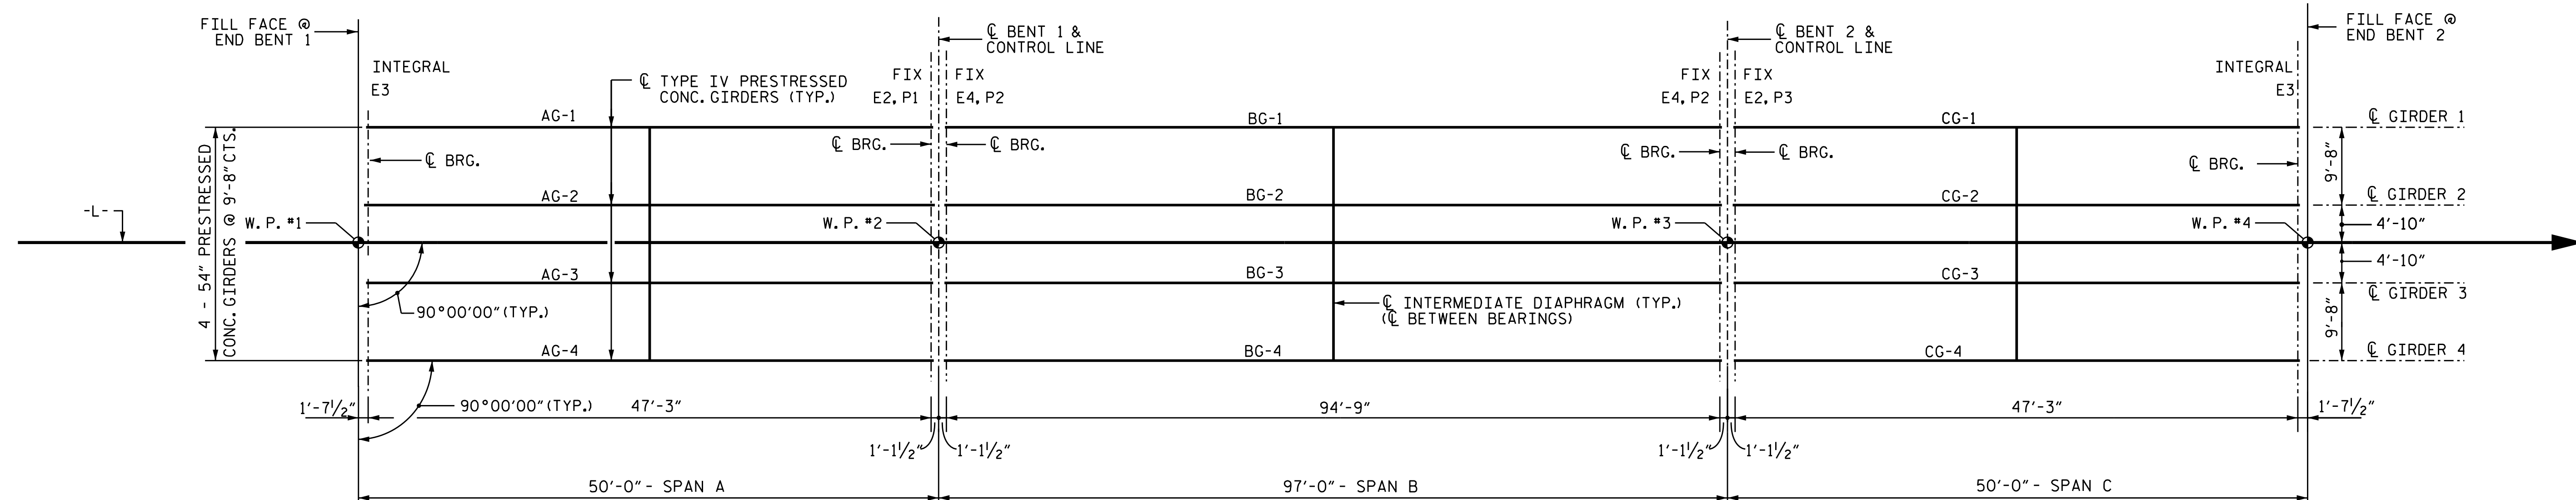 FILL FACE @
END BENT 1
℄ BENT 1 &
CONTROL LINE
℄ BENT 2 &
CONTROL LINE
FILL FACE @
END BENT 2
INTEGRAL
E3
℄ TYPE IV PRESTRESSED
CONC. GIRDERS (TYP.)
FIX
E2, P1
FIX
E4, P2
FIX
E4, P2
FIX
E2, P3
INTEGRAL
E3
AG-1
BG-1
CG-1
℄ GIRDER 1
℄ BRG.
℄ BRG.
℄ BRG.
℄ BRG.
℄ BRG.
℄ BRG.
9'-8"
4 - 54" PRESTRESSED
CONC. GIRDERS @ 9'-8" CTS.
AG-2
BG-2
CG-2
℄ GIRDER 2
-L-
W.P. #1
W.P. #2
W.P. #3
W.P. #4
4'-10"
4'-10"
AG-3
BG-3
CG-3
℄ GIRDER 3
90°00'00" (TYP.)
℄ INTERMEDIATE DIAPHRAGM (TYP.)
(℄ BETWEEN BEARINGS)
9'-8"
AG-4
BG-4
CG-4
℄ GIRDER 4
1'-7½"
90°00'00" (TYP.)
47'-3"
94'-9"
47'-3"
1'-7½"
1'-1½"
1'-1½"
1'-1½"
1'-1½"
50'-0" - SPAN A
97'-0" - SPAN B
50'-0" - SPAN C